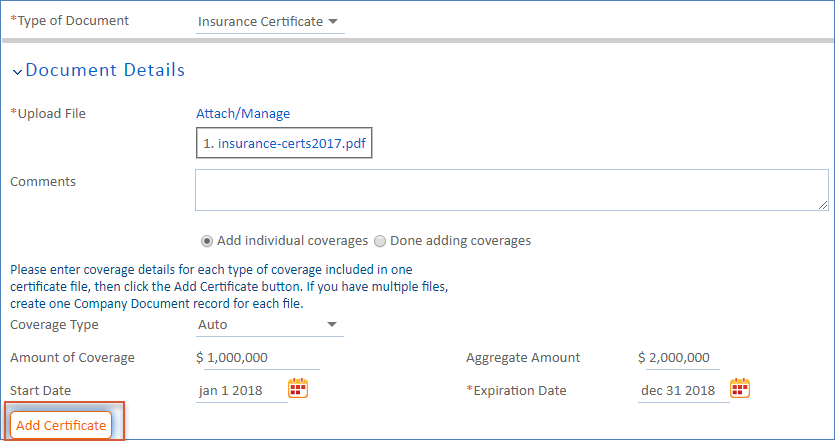 *Type of Document Insurance Certificate
Document Details
*Upload File Attach/Manage
1. insurance-certs2017.pdf
Comments
Add individual coverages Done adding coverages
Please enter coverage details for each type of coverage included in one
certificate file, then click the Add Certificate button. If you have multiple files,
create one Company Document record for each file.
Coverage Type Auto
Amount of Coverage $ 1,000,000 Aggregate Amount $ 2,000,000
Start Date jan 1 2018 *Expiration Date dec 31 2018
Add Certificate